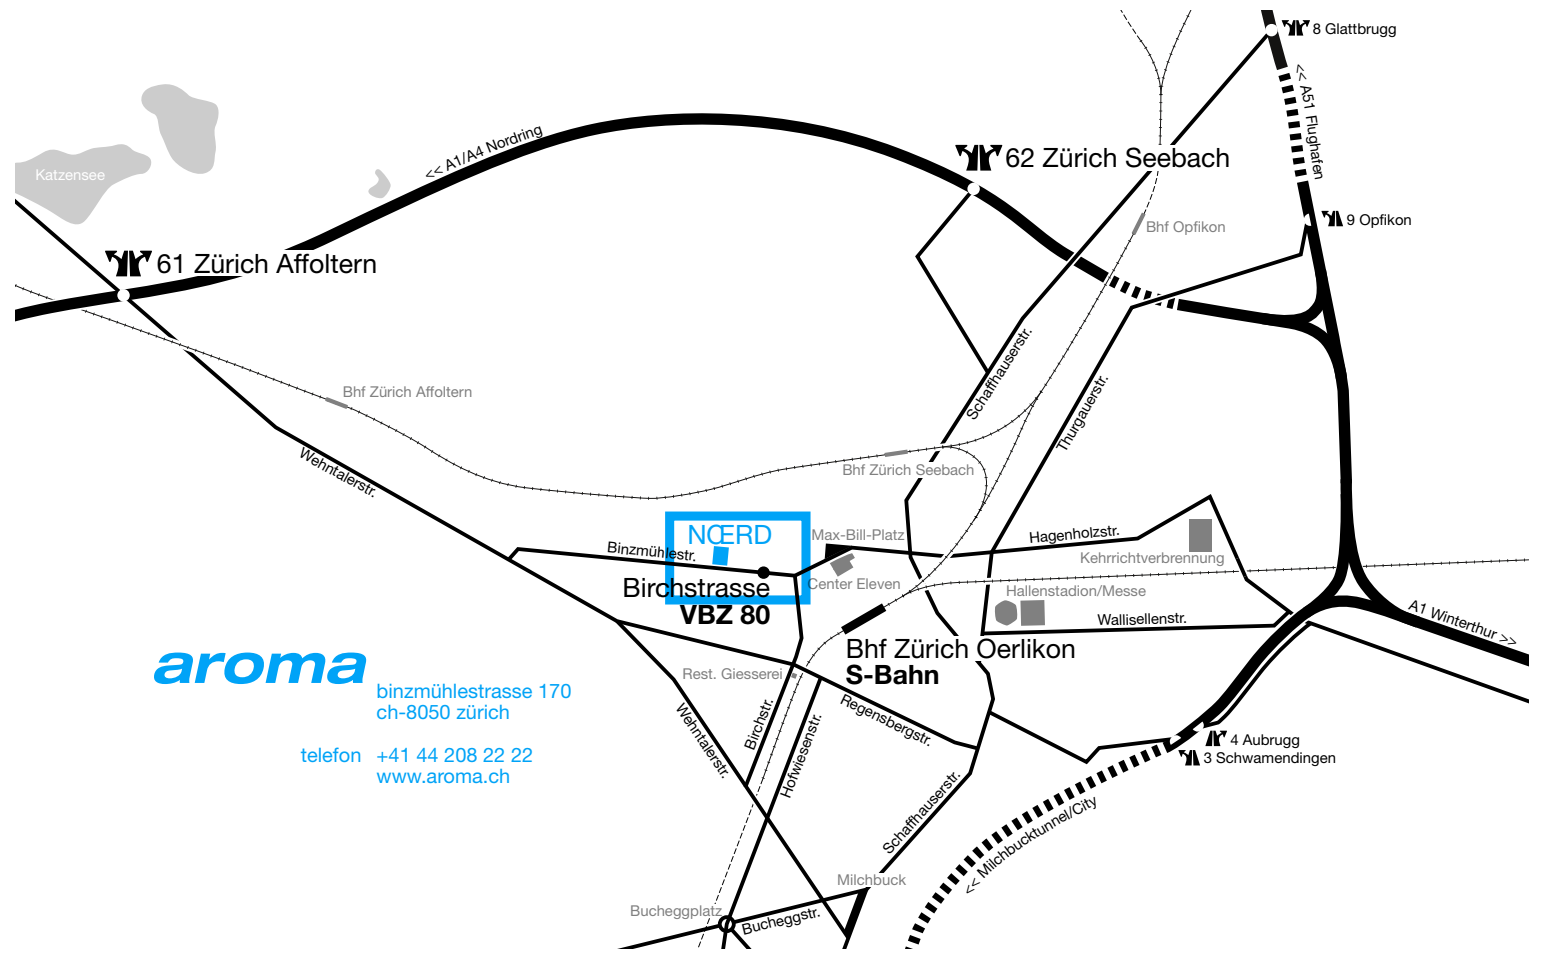 8 Glattbrugg
<< A51 Flughafen
<< A1/A4 Nordring
62 Zürich Seebach
Katzensee
9 Opfikon
Bhf Opfikon
61 Zürich Affoltern
Schaffhauserstr.
Bhf Zürich Affoltern
Thurgauerstr.
Wehntalerstr.
Bhf Zürich Seebach
NŒRD
Max-Bill-Platz
Hagenholzstr.
Binzmühlestr.
Kehrrichtverbrennung
Birchstrasse
VBZ 80
Center Eleven
Hallenstadion/Messe
Wallisellenstr.
A1 Winterthur >>
Bhf Zürich Oerlikon
S-Bahn
aroma
binzmühlestrasse 170
ch-8050 zürich
telefon +41 44 208 22 22
www.aroma.ch
Rest. Giesserei
Wehntalerstr.
Birchstr.
Hofwiesenstr.
Regensbergstr.
4 Aubrugg
3 Schwamendingen
Schaffhauserstr.
<< Milchbucktunnel/City
Milchbuck
Bucheggplatz
Bucheggstr.